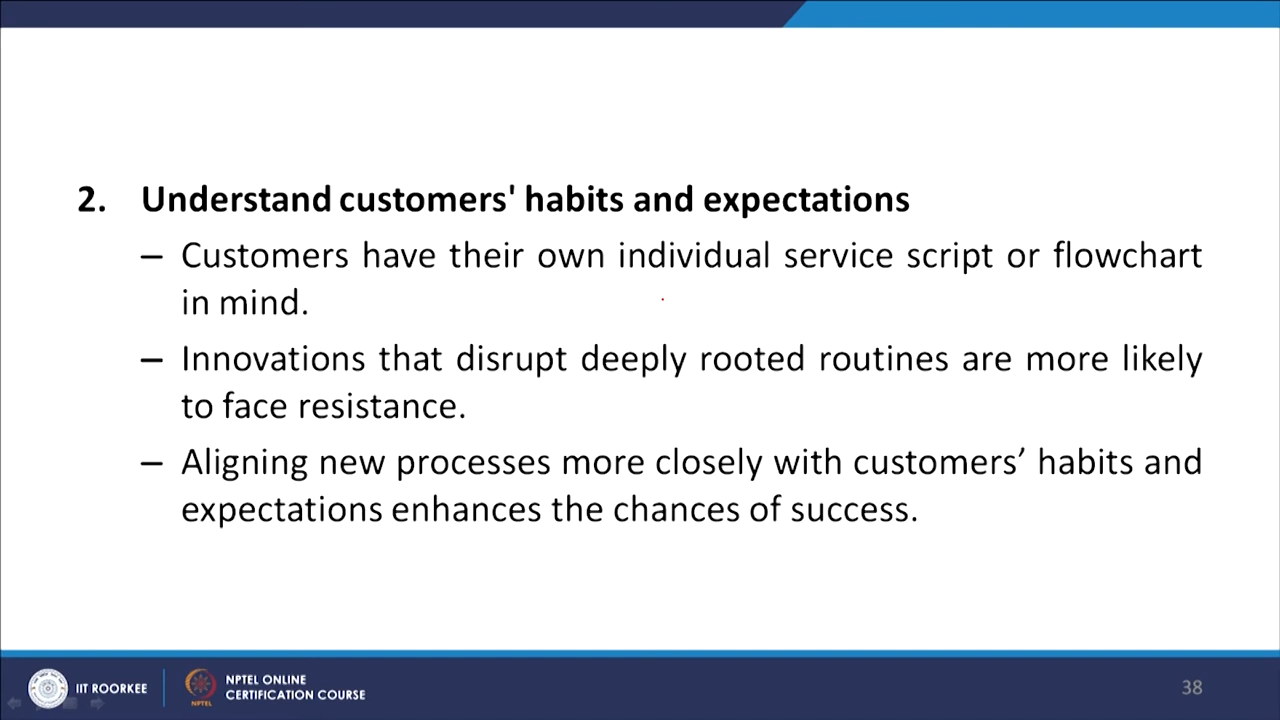 2. Understand customers' habits and expectations
– Customers have their own individual service script or flowchart
in mind.
– Innovations that disrupt deeply rooted routines are more likely
to face resistance.
– Aligning new processes more closely with customers’ habits and
expectations enhances the chances of success.
IIT ROORKEE
NPTEL
NPTEL ONLINE
CERTIFICATION COURSE
38